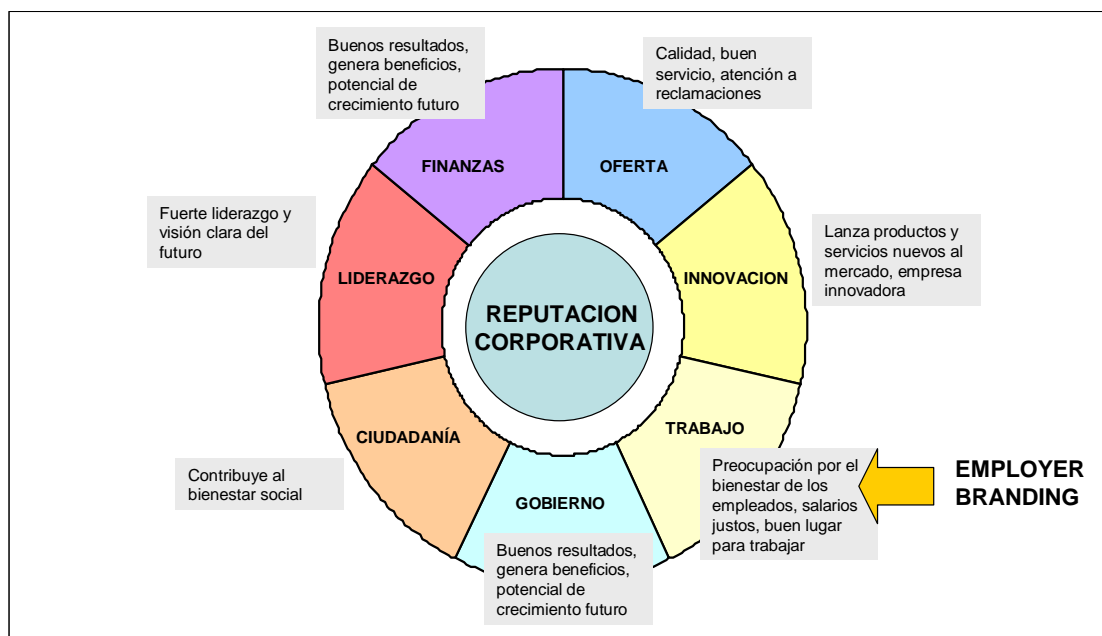 Buenos resultados,
genera beneficios,
potencial de
crecimiento futuro
Calidad, buen
servicio, atención a
reclamaciones
FINANZAS
OFERTA
Fuerte liderazgo y
visión clara del
futuro
LIDERAZGO
INNOVACION
Lanza productos y
servicios nuevos al
mercado, empresa
innovadora
REPUTACION
CORPORATIVA
CIUDADANÍA
TRABAJO
Contribuye al
bienestar social
GOBIERNO
Preocupación por el
bienestar de los
empleados, salarios
justos, buen lugar
para trabajar
EMPLOYER
BRANDING
Buenos resultados,
genera beneficios,
potencial de
crecimiento futuro